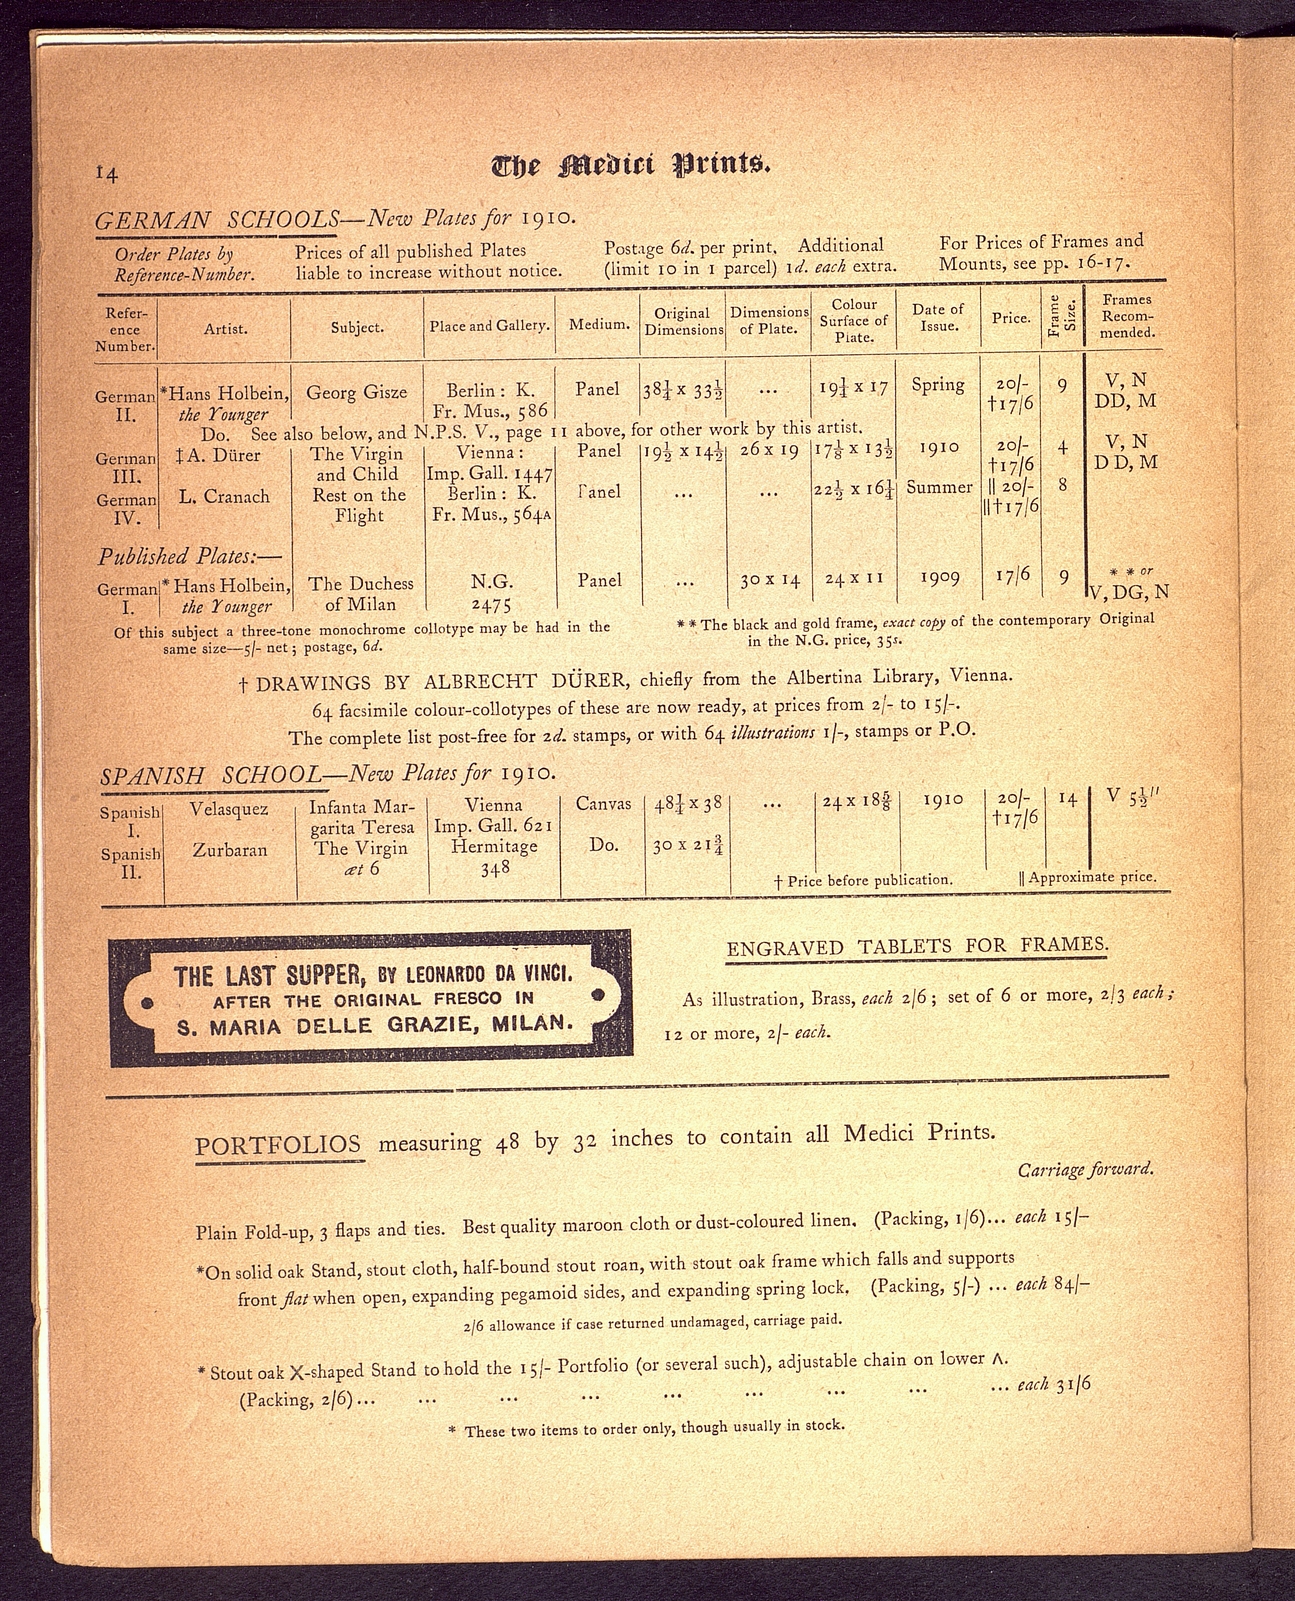 14
The Medici Prints.
GERMAN SCHOOLS—New Plates for 1910.
Order Plates by Reference-Number. Prices of all published Plates liable to increase without notice. Postage 6d. per print. Additional (limit 10 in 1 parcel) 1d. each extra. For Prices of Frames and Mounts, see pp. 16-17.
Refer-ence Number. Artist. Subject. Place and Gallery. Medium. Original Dimensions Dimensions of Plate. Colour Surface of Plate. Date of Issue. Price. Frame Size. Frames Recom-mended.
German II. *Hans Holbein, the Younger Georg Gisze Berlin: K. Fr. Mus., 586 Panel 38¼ x 33½ ... 19¼ x 17 Spring 20/- †17/6 9 V, N DD, M
Do. See also below, and N.P.S. V., page 11 above, for other work by this artist.
German III. ‡A. Dürer The Virgin and Child Vienna: Imp. Gall. 1447 Panel 19½ x 14½ 26 x 19 17⅛ x 13½ 1910 20/- †17/6 4 V, N DD, M
German IV. L. Cranach Rest on the Flight Berlin: K. Fr. Mus., 564A Panel ... ... 22½ x 16¼ Summer || 20/- ||†17/6 8
Published Plates:—
German I. *Hans Holbein, the Younger The Duchess of Milan N.G. 2475 Panel ... 30 x 14 24 x 11 1909 17/6 9 * * or V, DG, N
Of this subject a three-tone monochrome collotype may be had in the
same size—5/- net; postage, 6d.
* * The black and gold frame, exact copy of the contemporary Original
in the N.G. price, 35s.
† DRAWINGS BY ALBRECHT DÜRER, chiefly from the Albertina Library, Vienna.
64 facsimile colour-collotypes of these are now ready, at prices from 2/- to 15/-.
The complete list post-free for 2d. stamps, or with 64 illustrations 1/-, stamps or P.O.
SPANISH SCHOOL—New Plates for 1910.
Spanish I. Velasquez Infanta Mar-garita Teresa Vienna Imp. Gall. 621 Canvas 48¼ x 38 ... 24 x 18⅝ 1910 20/- †17/6 14 V 5½"
Spanish II. Zurbaran The Virgin æt 6 Hermitage 348 Do. 30 x 21¾
† Price before publication. || Approximate price.
THE LAST SUPPER, BY LEONARDO DA VINCI.
AFTER THE ORIGINAL FRESCO IN
S. MARIA DELLE GRAZIE, MILAN.
ENGRAVED TABLETS FOR FRAMES.
As illustration, Brass, each 2/6; set of 6 or more, 2/3 each;
12 or more, 2/- each.
PORTFOLIOS measuring 48 by 32 inches to contain all Medici Prints.
Carriage forward.
Plain Fold-up, 3 flaps and ties. Best quality maroon cloth or dust-coloured linen. (Packing, 1/6)... each 15/-
*On solid oak Stand, stout cloth, half-bound stout roan, with stout oak frame which falls and supports
front flat when open, expanding pegamoid sides, and expanding spring lock. (Packing, 5/-) ... each 84/-
2/6 allowance if case returned undamaged, carriage paid.
* Stout oak X-shaped Stand to hold the 15/- Portfolio (or several such), adjustable chain on lower Λ.
(Packing, 2/6)... ... ... ... ... ... ... ... ... each 31/6
* These two items to order only, though usually in stock.